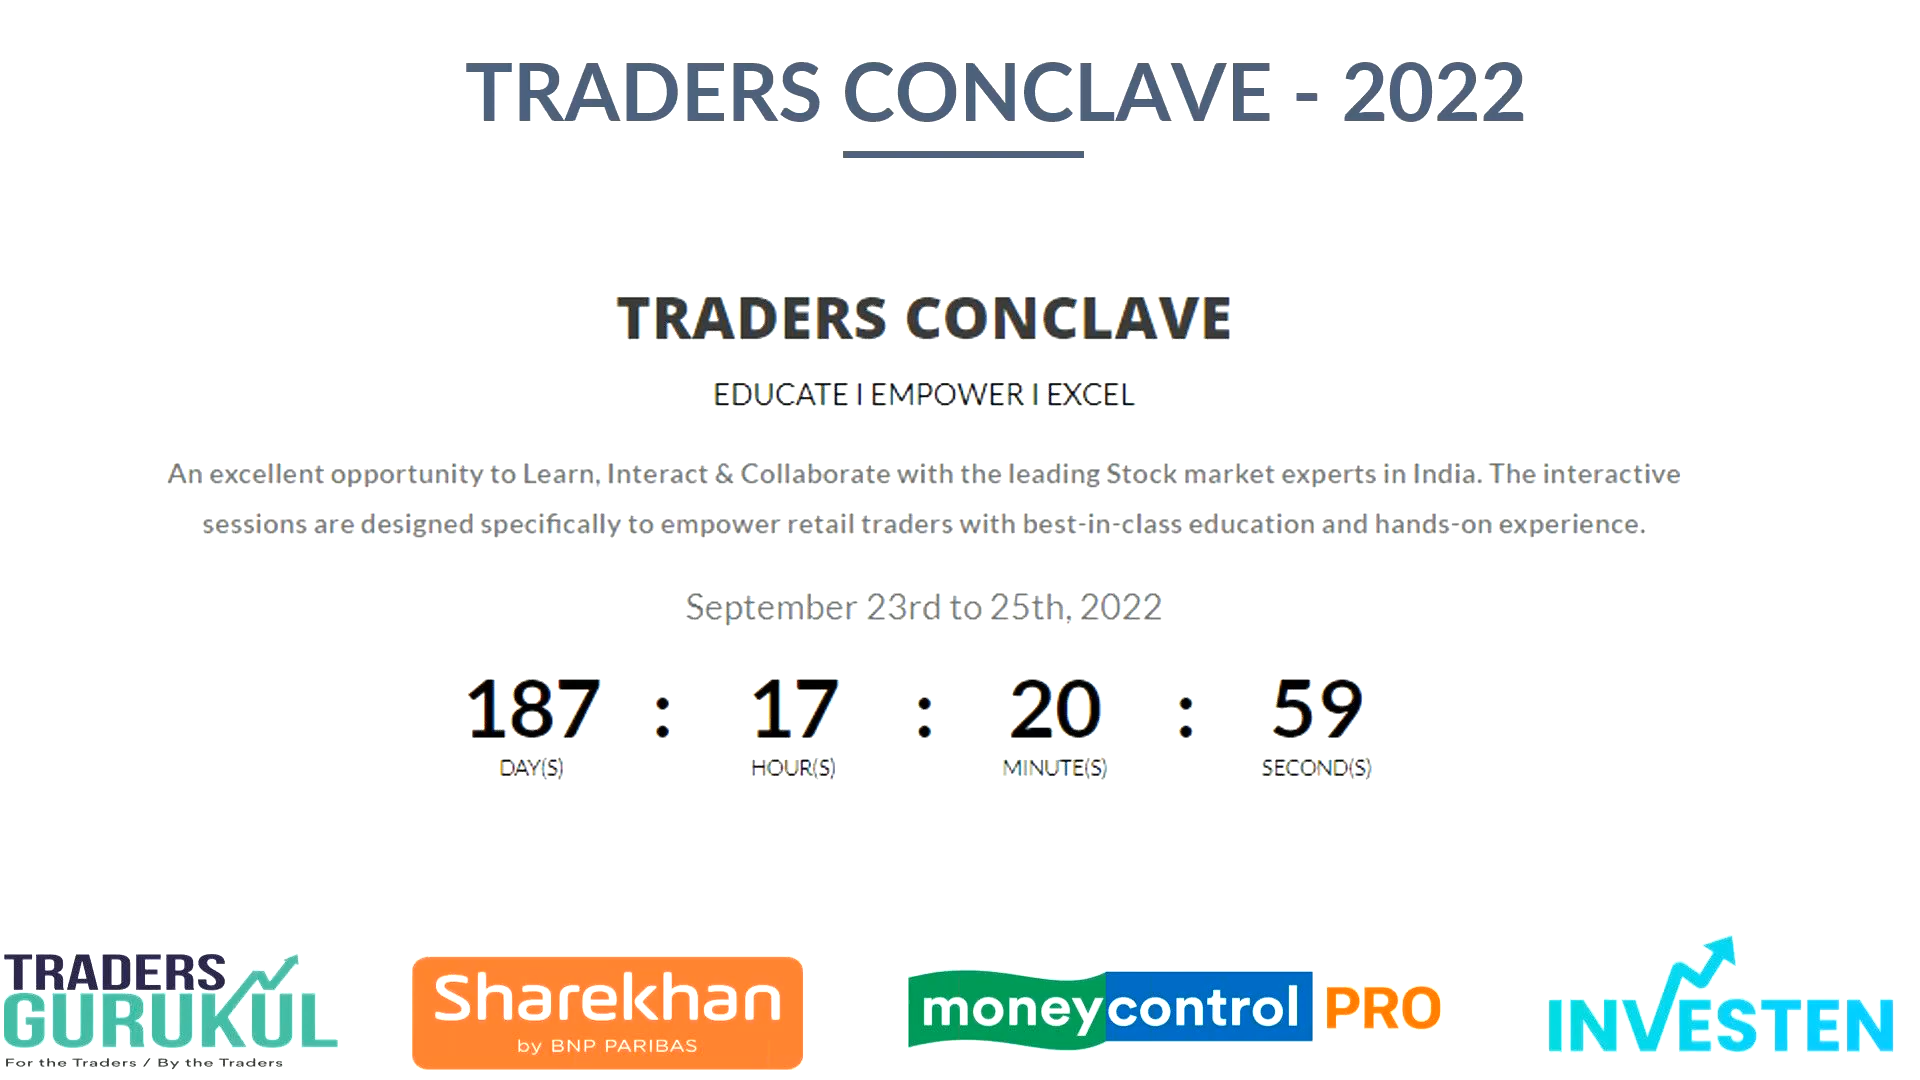 TRADERS CONCLAVE - 2022
TRADERS CONCLAVE
EDUCATE I EMPOWER I EXCEL
An excellent opportunity to Learn, Interact & Collaborate with the leading Stock market experts in India. The interactive
sessions are designed specifically to empower retail traders with best-in-class education and hands-on experience.
September 23rd to 25th, 2022
187 : 17 : 20 : 59
DAY(S) HOUR(S) MINUTE(S) SECOND(S)
TRADERS
GURUKUL
For the Traders / By the Traders
Sharekhan
by BNP PARIBAS
moneycontrol PRO
INVESTEN